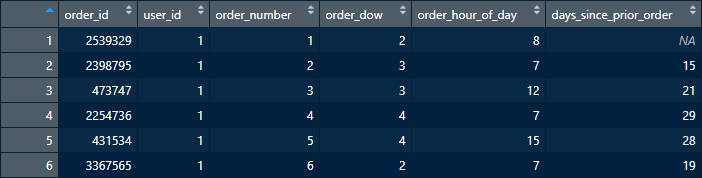 order_id user_id order_number order_dow order_hour_of_day days_since_prior_order
1 2539329 1 1 2 8 NA
2 2398795 1 2 3 7 15
3 473747 1 3 3 12 21
4 2254736 1 4 4 7 29
5 431534 1 5 4 15 28
6 3367565 1 6 2 7 19